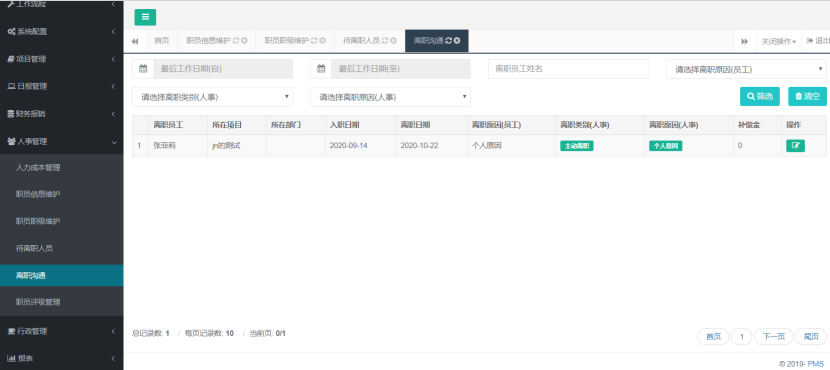 工作流程
系统配置
项目管理
日报管理
财务报销
人事管理
人力成本管理
职员信息维护
职员职级维护
待离职人员
离职沟通
职员评级管理
行政管理
报表
首页 职员信息维护 职员职级维护 待离职人员 离职沟通 关闭操作 退出
最后工作日期(自) 最后工作日期(至) 离职员工姓名 请选择离职原因(员工)
请选择离职类别(人事) 请选择离职原因(人事) 筛选 清空
离职员工 所在项目 所在部门 入职日期 离职日期 离职原因(员工) 离职类别(人事) 离职原因(人事) 补偿金 操作
1 张菲莉 jn的测试 2020-09-14 2020-10-22 个人原因 主动离职 个人原因 0
总记录数: 1 / 每页记录数: 10 / 当前页: 0/1
首页 1 下一页 尾页
© 2019- PMS